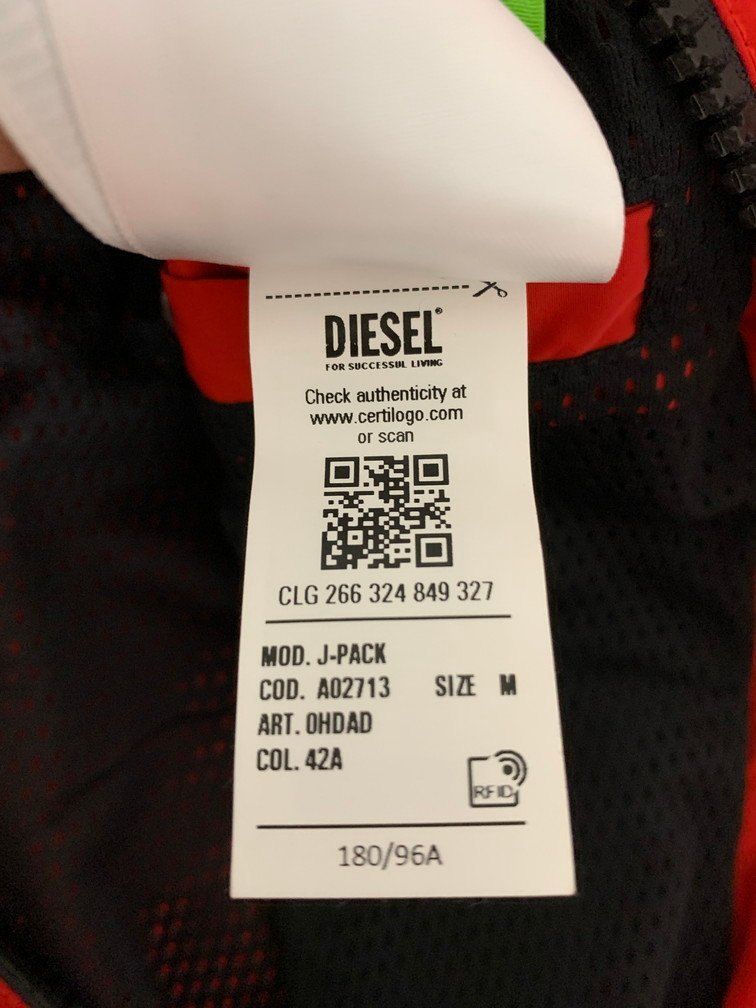 DIESEL®
FOR SUCCESSUL LIVING
Check authenticity at
www.certilogo.com
or scan
CLG 266 324 849 327
MOD. J-PACK
COD. A02713 SIZE M
ART. 0HDAD
COL. 42A
RFID
180/96A